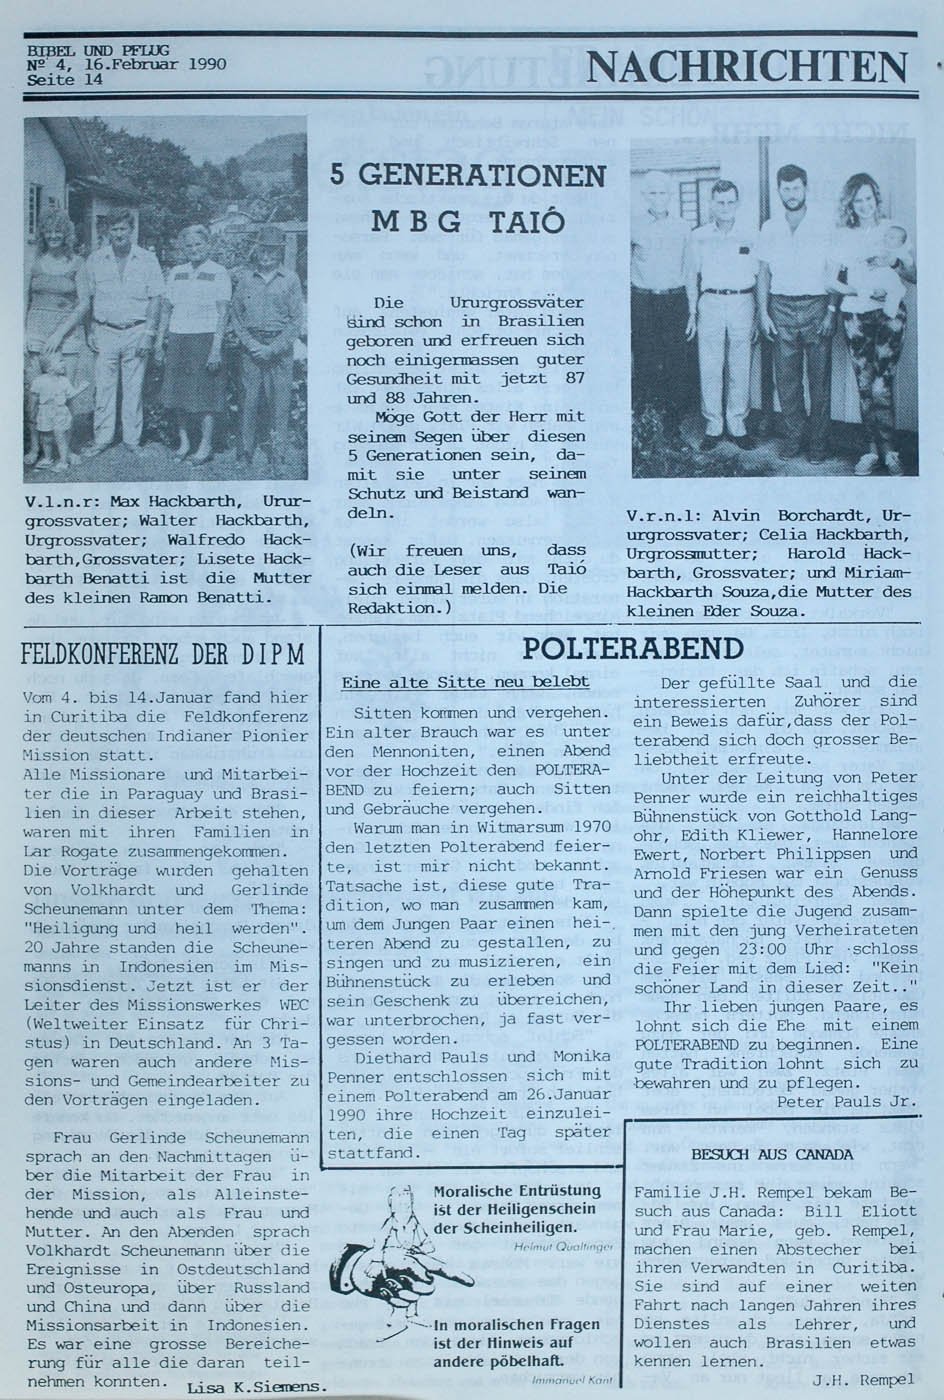 BIBEL UND PFLUG
Nº 4, 16.Februar 1990
Seite 14
NACHRICHTEN
5 GENERATIONEN
MBG TAIÓ
Die Ururgrossväter
sind schon in Brasilien
geboren und erfreuen sich
noch einigermassen guter
Gesundheit mit jetzt 87
und 88 Jahren.
Möge Gott der Herr mit
seinem Segen über diesen
5 Generationen sein, da-
mit sie unter seinem
Schutz und Beistand wan-
deln.
(Wir freuen uns, dass
auch die Leser aus Taió
sich einmal melden. Die
Redaktion.)
V.l.n.r: Max Hackbarth, Urur-
grossvater; Walter Hackbarth,
Urgrossvater; Walfredo Hack-
barth,Grossvater; Lisete Hack-
barth Benatti ist die Mutter
des kleinen Ramon Benatti.
V.r.n.l: Alvin Borchardt, Ur-
urgrossvater; Celia Hackbarth,
Urgrossmutter; Harold Hack-
barth, Grossvater; und Miriam-
Hackbarth Souza,die Mutter des
kleinen Eder Souza.
FELDKONFERENZ DER DIPM
Vom 4. bis 14.Januar fand hier
in Curitiba die Feldkonferenz
der deutschen Indianer Pionier
Mission statt.
Alle Missionare und Mitarbei-
ter die in Paraguay und Brasi-
lien in dieser Arbeit stehen,
waren mit ihren Familien in
Lar Rogate zusammengekommen.
Die Vorträge wurden gehalten
von Volkhardt und Gerlinde
Scheunemann unter dem Thema:
"Heiligung und heil werden".
20 Jahre standen die Scheune-
manns in Indonesien im Mis-
sionsdienst. Jetzt ist er der
Leiter des Missionswerkes WEC
(Weltweiter Einsatz für Chri-
stus) in Deutschland. An 3 Ta-
gen waren auch andere Mis-
sions- und Gemeindearbeiter zu
den Vorträgen eingeladen.
Frau Gerlinde Scheunemann
sprach an den Nachmittagen ü-
ber die Mitarbeit der Frau in
der Mission, als Alleinste-
hende und auch als Frau und
Mutter. An den Abenden sprach
Volkhardt Scheunemann über die
Ereignisse in Ostdeutschland
und Osteuropa, über Russland
und China und dann über die
Missionsarbeit in Indonesien.
Es war eine grosse Bereiche-
rung für alle die daran teil-
nehmen konnten.
Lisa K.Siemens.
POLTERABEND
Eine alte Sitte neu belebt
Sitten kommen und vergehen.
Ein alter Brauch war es unter
den Mennoniten, einen Abend
vor der Hochzeit den POLTERA-
BEND zu feiern; auch Sitten
und Gebräuche vergehen.
Warum man in Witmarsum 1970
den letzten Polterabend feier-
te, ist mir nicht bekannt.
Tatsache ist, diese gute Tra-
dition, wo man zusammen kam,
um dem Jungen Paar einen hei-
teren Abend zu gestallen, zu
singen und zu musizieren, ein
Bühnenstück zu erleben und
sein Geschenk zu überreichen,
war unterbrochen, ja fast ver-
gessen worden.
Diethard Pauls und Monika
Penner entschlossen sich mit
einem Polterabend am 26.Januar
1990 ihre Hochzeit einzulei-
ten, die einen Tag später
stattfand.
Der gefüllte Saal und die
interessierten Zuhörer sind
ein Beweis dafür,dass der Pol-
terabend sich doch grosser Be-
liebtheit erfreute.
Unter der Leitung von Peter
Penner wurde ein reichhaltiges
Bühnenstück von Gotthold Lang-
ohr, Edith Kliewer, Hannelore
Ewert, Norbert Philippsen und
Arnold Friesen war ein Genuss
und der Höhepunkt des Abends.
Dann spielte die Jugend zusam-
men mit den jung Verheirateten
und gegen 23:00 Uhr schloss
die Feier mit dem Lied: "Kein
schöner Land in dieser Zeit.."
Ihr lieben jungen Paare, es
lohnt sich die Ehe mit einem
POLTERABEND zu beginnen. Eine
gute Tradition lohnt sich zu
bewahren und zu pflegen.
Peter Pauls Jr.
Moralische Entrüstung
ist der Heiligenschein
der Scheinheiligen.
Helmut Qualtinger
In moralischen Fragen
ist der Hinweis auf
andere pöbelhaft.
Immanuel Kant
BESUCH AUS CANADA
Familie J.H. Rempel bekam Be-
such aus Canada: Bill Eliott
und Frau Marie, geb. Rempel,
machen einen Abstecher bei
ihren Verwandten in Curitiba.
Sie sind auf einer weiten
Fahrt nach langen Jahren ihres
Dienstes als Lehrer, und
wollen auch Brasilien etwas
kennen lernen.
J.H. Rempel